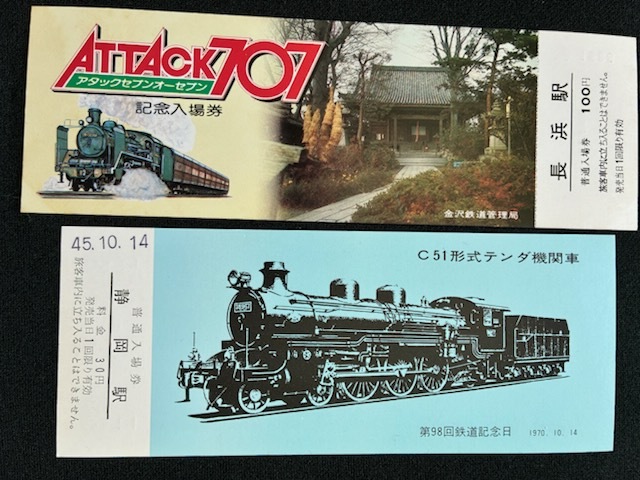 ATTACK707
アタックセブンオーセブン
記念入場券
金沢鉄道管理局
長浜駅
普通入場券 100円
旅客車内に立ち入ることはできません。
発売当日1回限り有効
45.10.14
普通入場券
静岡駅
料金 30円
発売当日1回限り有効
旅客車内に立ち入ることはできません。
C51形式テンダ機関車
第98回鉄道記念日 1970.10.14